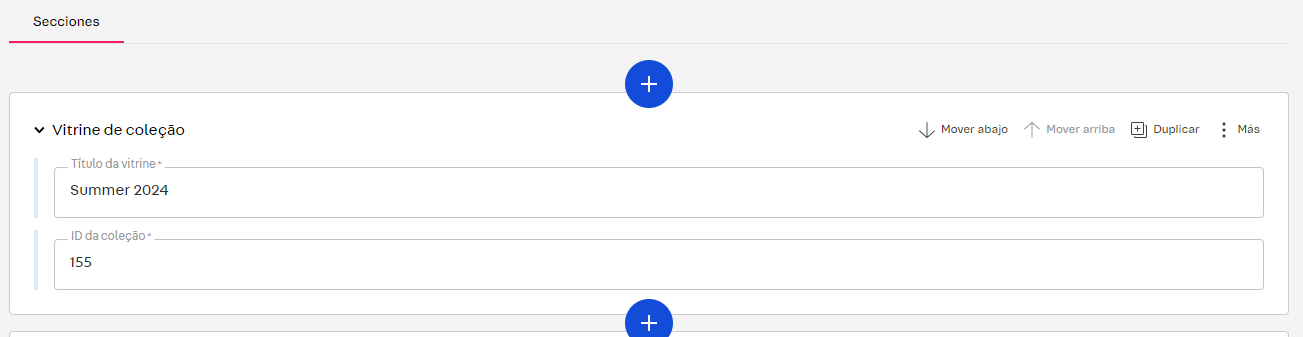 Secciones
Vitrine de coleção
Mover abajo
Mover arriba
Duplicar
Más
Título da vitrine*
Summer 2024
ID da coleção*
155